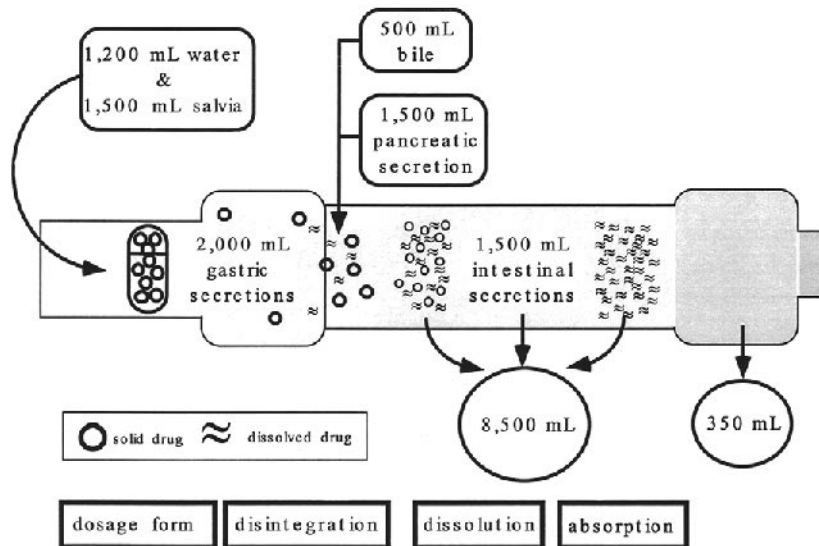 1,200 mL water
&
1,500 mL salvia
500 mL
bile
1,500 mL
pancreatic
secretion
2,000 mL
gastric
secretions
1,500 mL
intestinal
secretions
8,500 mL
350 mL
solid drug
dissolved drug
dosage form
disintegration
dissolution
absorption